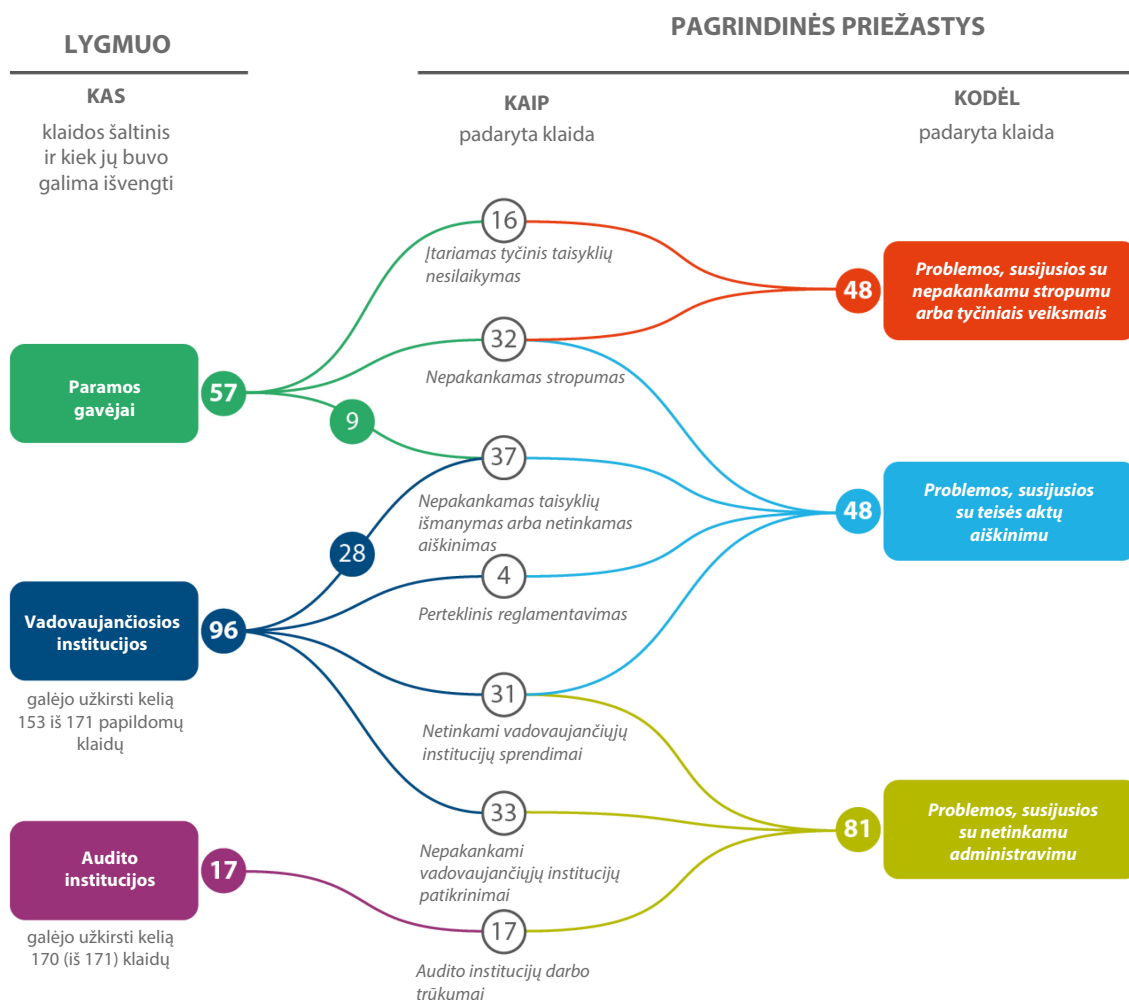 LYGMUO
KAS
klaidos šaltinis
ir kiek jų buvo
galima išvengti
PAGRINDINĖS PRIEŽASTYS
KAIP
padaryta klaida
KODĖL
padaryta klaida
Paramos
gavėjai
57
9
Vadovaujančiosios
institucijos
96
28
galėjo užkirsti kelią
153 iš 171 papildomų
klaidų
Audito
institucijos
17
galėjo užkirsti kelią
170 (iš 171) klaidų
16
Įtariamas tyčinis taisyklių
nesilaikymas
32
Nepakankamas stropumas
37
Nepakankamas taisyklių
išmanymas arba netinkamas
aiškinimas
4
Perteklinis reglamentavimas
31
Netinkami vadovaujančiųjų
institucijų sprendimai
33
Nepakankami
vadovaujančiųjų institucijų
patikrinimai
17
Audito institucijų darbo
trūkumai
48
Problemos, susijusios su
nepakankamu stropumu
arba tyčiniais veiksmais
48
Problemos, susijusios
su teisės aktų
aiškinimu
81
Problemos, susijusios
su netinkamu
administravimu